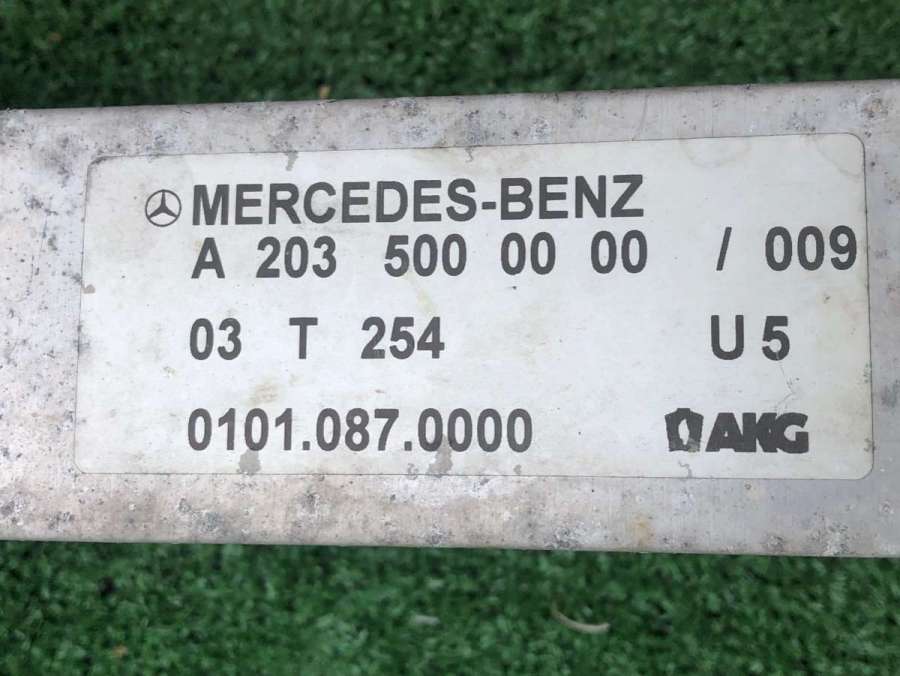 MERCEDES-BENZ
A 203 500 00 00 / 009
03 T 254 U 5
0101.087.0000 AKG